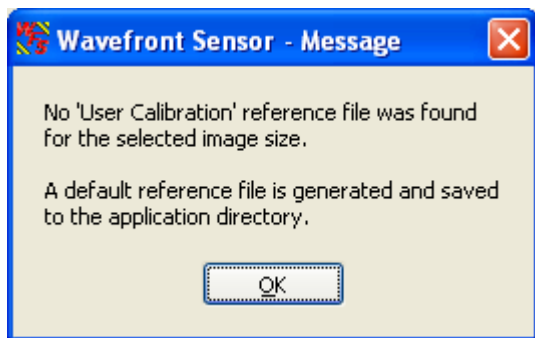 Wavefront Sensor - Message
No 'User Calibration' reference file was found
for the selected image size.
A default reference file is generated and saved
to the application directory.
OK